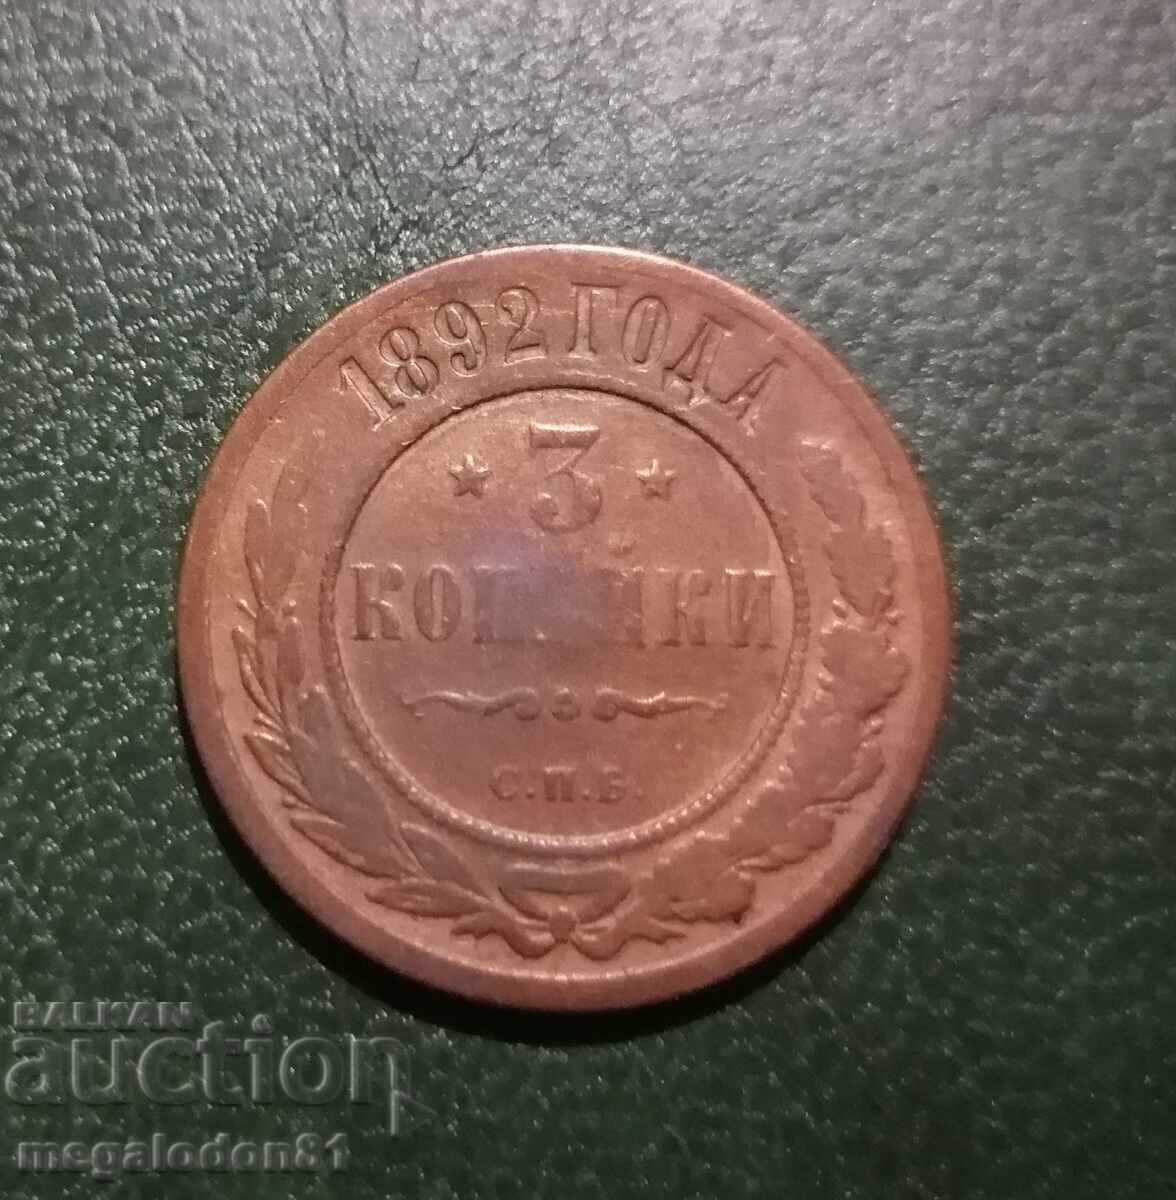 1892 ГОДА
3
КОПѢЙКИ
С.П.Б.
BALKAN
auction
megalodon81